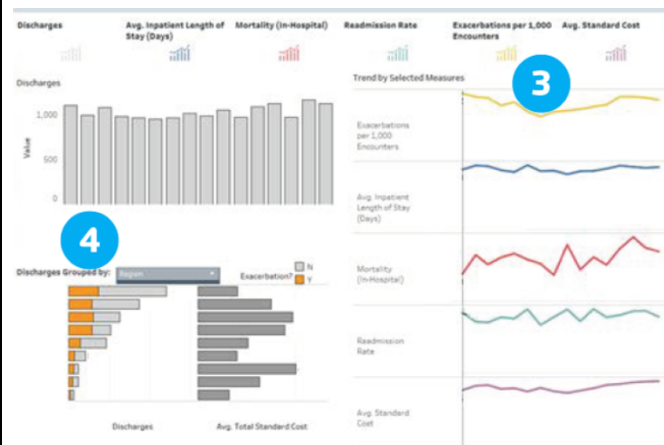 Discharges
Avg. Inpatient Length of
Stay (Days)
Mortality (In-Hospital)
Readmission Rate
Exacerbations per 1,000
Encounters
Avg. Standard Cost
Discharges
1,000
500
0
Value
Trend by Selected Measures
3
Exacerbations
per 1,000
Encounters
Avg. Inpatient
Length of Stay
(Days)
Mortality
(In-Hospital)
Readmission
Rate
Avg. Standard
Cost
4
Discharges Grouped by:
Region
Exacerbation?
N
Y
Discharges
Avg. Total Standard Cost